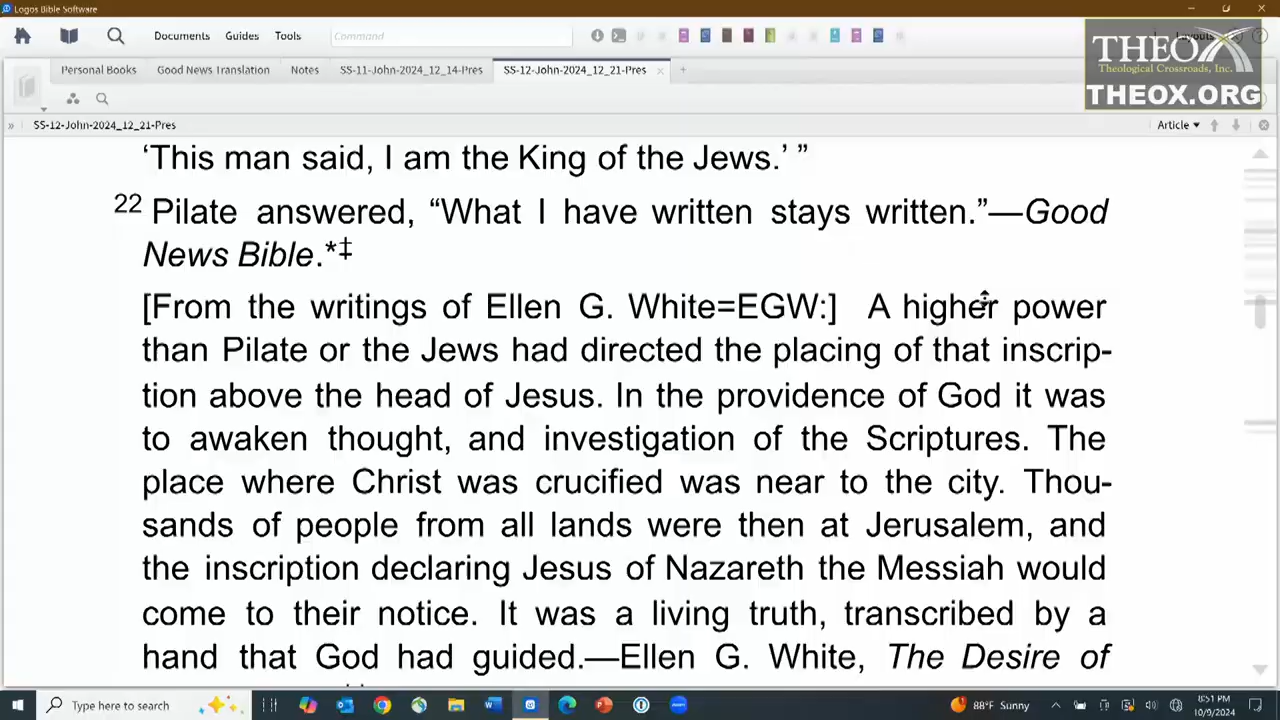 Logos Bible Software
Documents Guides Tools Command
THEOX
Theological Crossroads, Inc.
THEOX.ORG
Personal Books Good News Translation Notes SS-11-John-2024_12_14-Pres SS-12-John-2024_12_21-Pres
SS-12-John-2024_12_21-Pres Article
‘This man said, I am the King of the Jews.’ ”
22 Pilate answered, “What I have written stays written.”—Good
News Bible.*‡
[From the writings of Ellen G. White=EGW:] A higher power
than Pilate or the Jews had directed the placing of that inscrip-
tion above the head of Jesus. In the providence of God it was
to awaken thought, and investigation of the Scriptures. The
place where Christ was crucified was near to the city. Thou-
sands of people from all lands were then at Jerusalem, and
the inscription declaring Jesus of Nazareth the Messiah would
come to their notice. It was a living truth, transcribed by a
hand that God had guided.—Ellen G. White, The Desire of
Type here to search
88°F Sunny
8:51 PM
10/9/2024